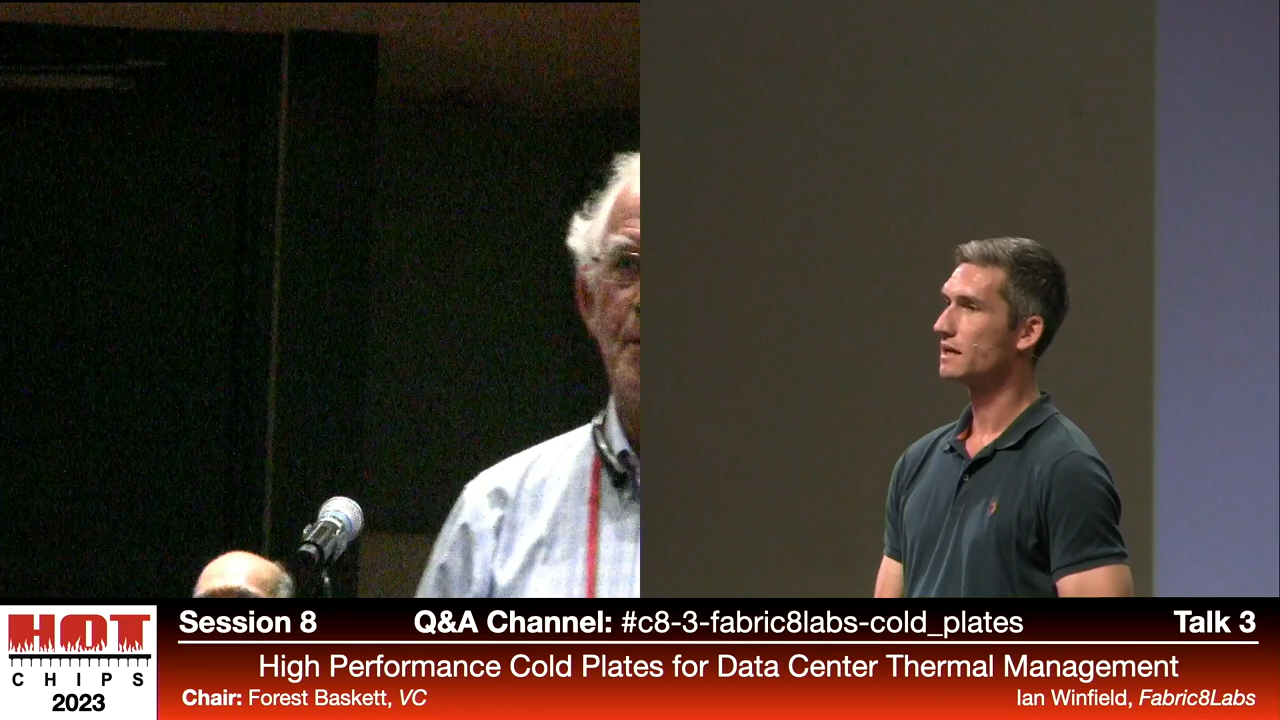 Session 8
Q&A Channel: #c8-3-fabric8labs-cold_plates
Talk 3
High Performance Cold Plates for Data Center Thermal Management
Chair: Forest Baskett, VC
Ian Winfield, Fabric8Labs
HOT
CHIPS
2023